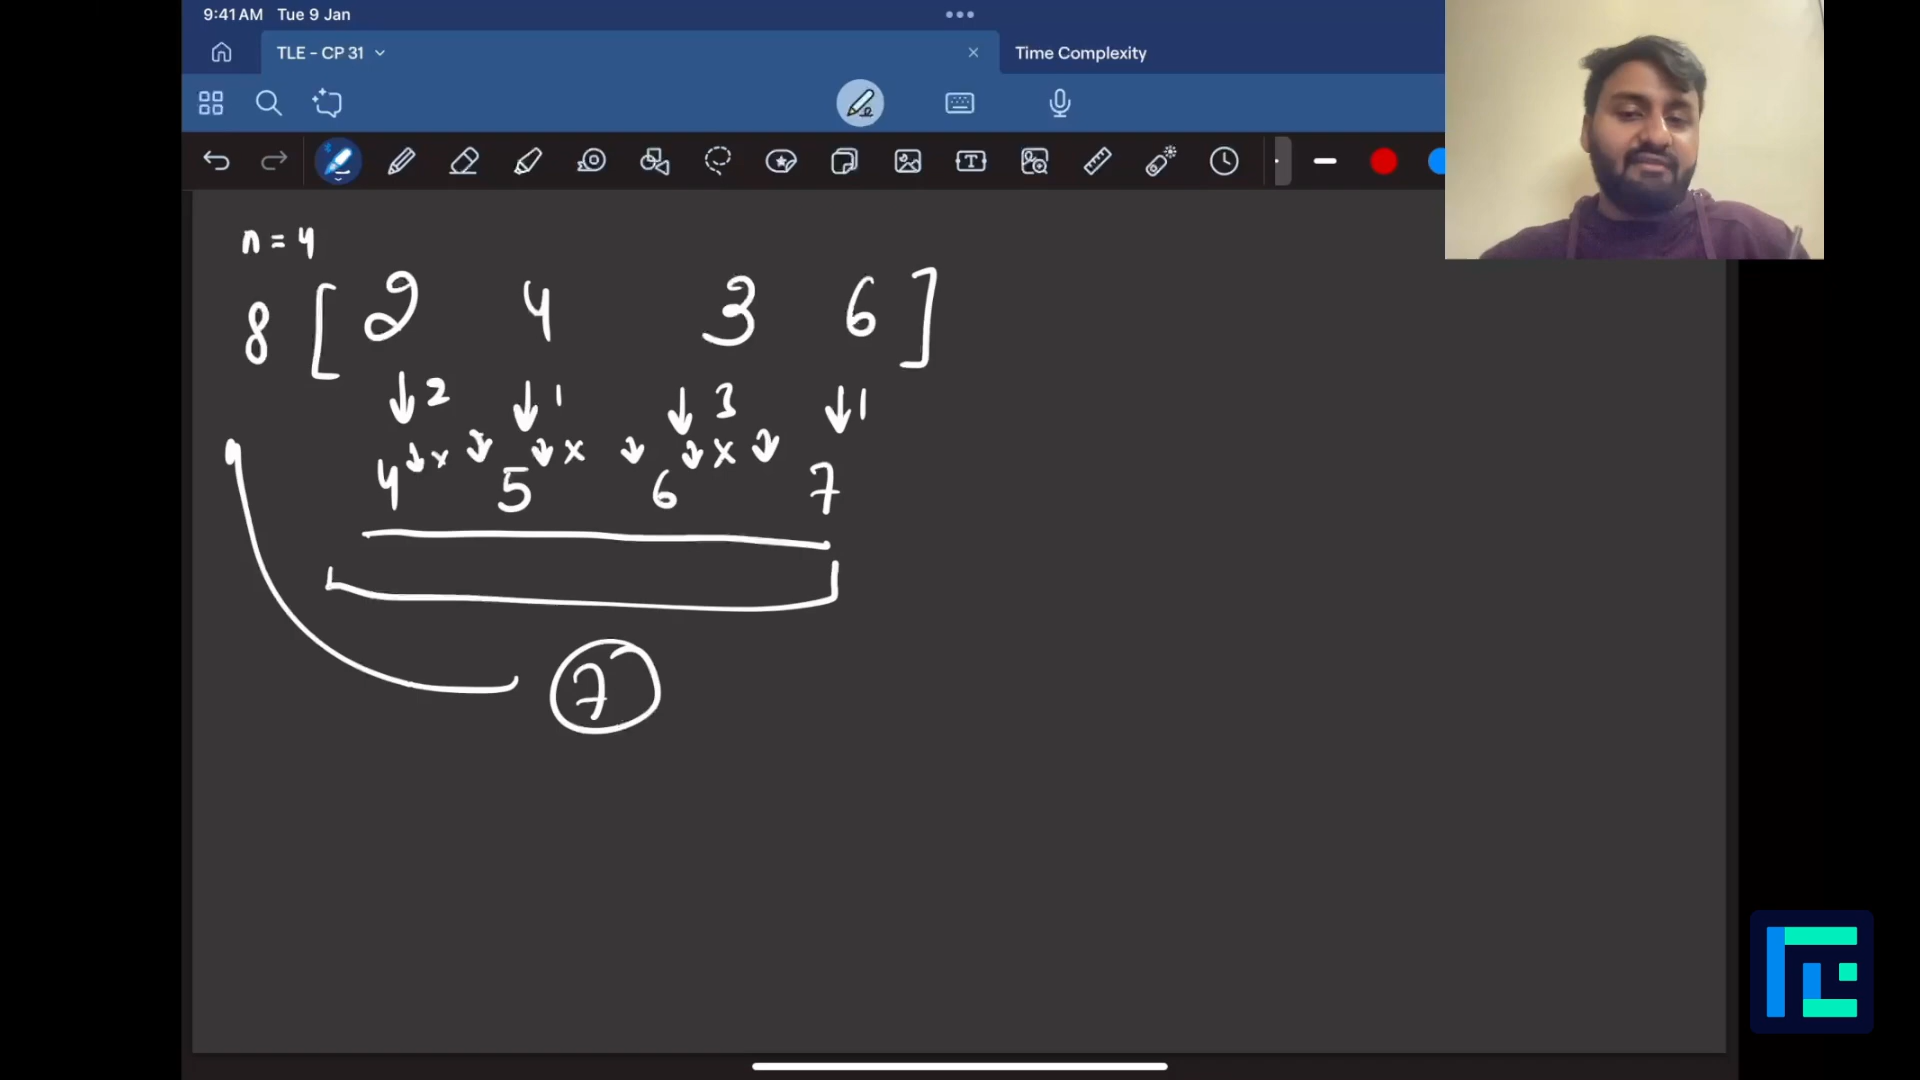 9:41 AM Tue 9 Jan
TLE - CP 31
Time Complexity
n = 4
8 [ 2 4 3 6 ]
↓ 2 ↓ 1 ↓ 3 ↓ 1
↓ x ↓ ↓ x ↓ ↓ x ↓
4 5 6 7
7